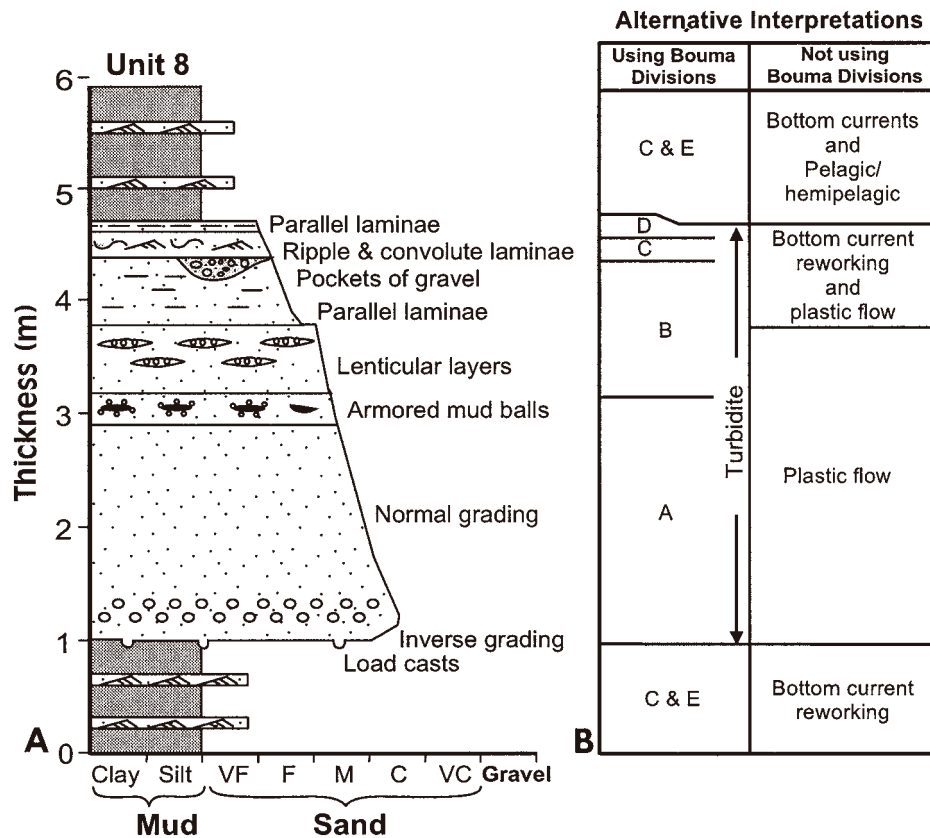 Alternative Interpretations
Unit 8
Using Bouma
Divisions
Not using
Bouma Divisions
6
5
4
3
2
1
0
Thickness (m)
Parallel laminae
Ripple & convolute laminae
Pockets of gravel
Parallel laminae
Lenticular layers
Armored mud balls
Normal grading
Inverse grading
Load casts
A
Clay
Silt
VF
F
M
C
VC
Gravel
Mud
Sand
B
C & E
D
C
B
A
C & E
Turbidite
Bottom currents
and
Pelagic/
hemipelagic
Bottom current
reworking
and
plastic flow
Plastic flow
Bottom current
reworking